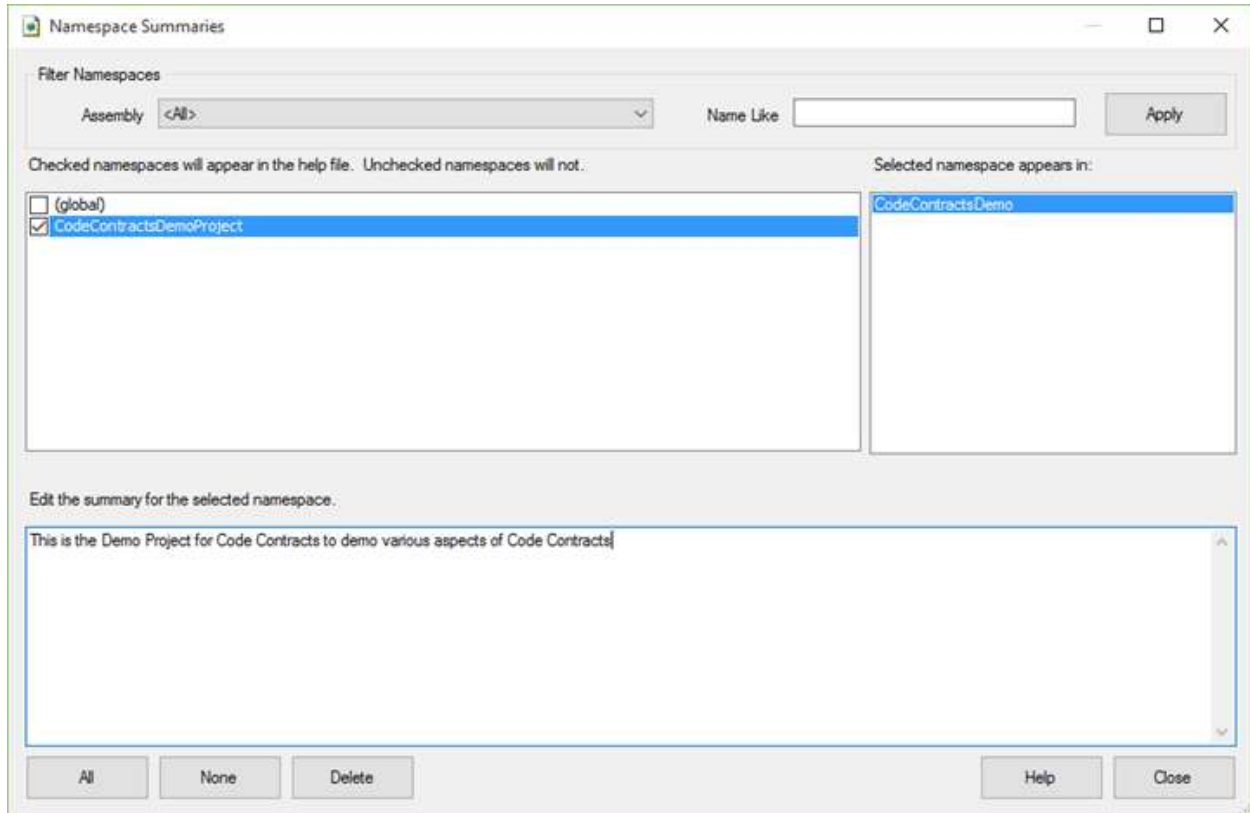 Namespace Summaries
Filter Namespaces
Assembly <All> Name Like Apply
Checked namespaces will appear in the help file. Unchecked namespaces will not. Selected namespace appears in:
(global) CodeContractsDemo
CodeContractsDemoProject
Edit the summary for the selected namespace.
This is the Demo Project for Code Contracts to demo various aspects of Code Contracts
All None Delete Help Close